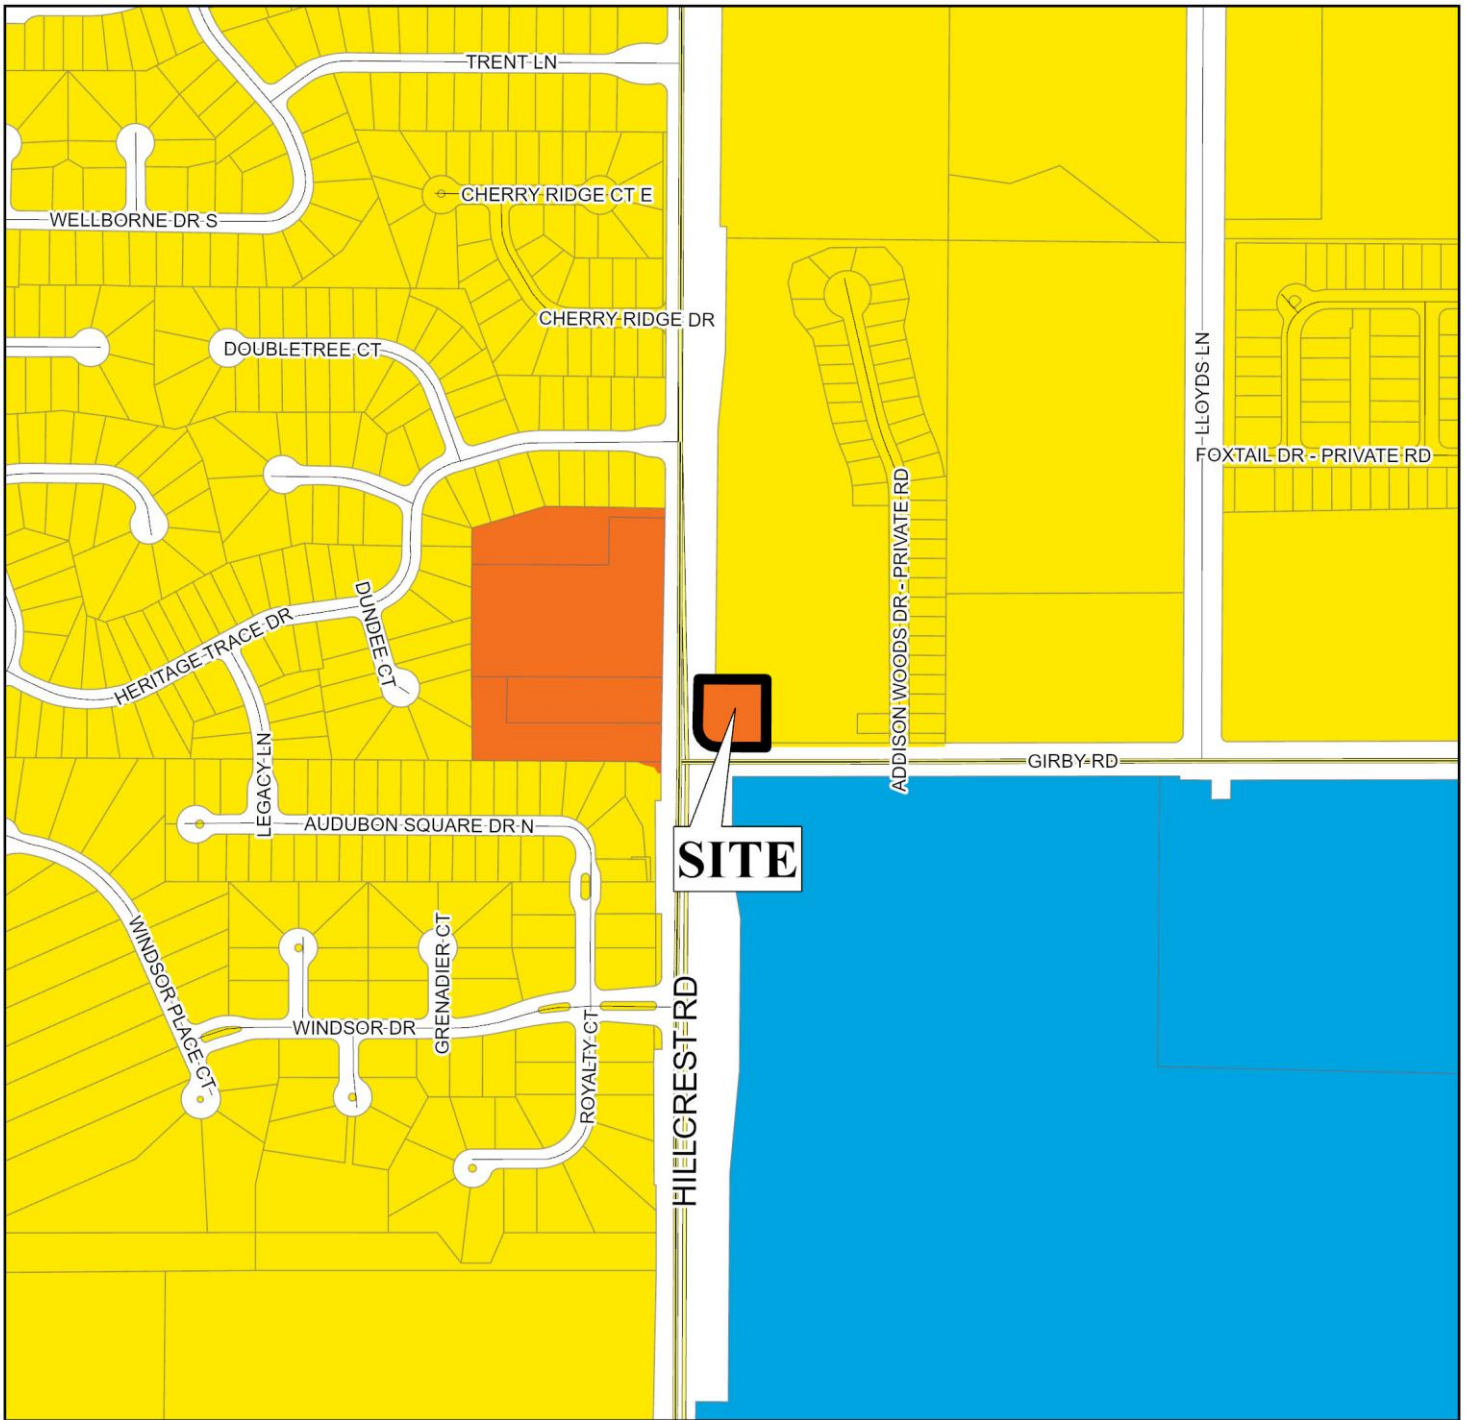 TRENT LN
CHERRY RIDGE CT E
WELLBORNE DR S
CHERRY RIDGE DR
DOUBLETREE CT
LLOYDS LN
FOXTAIL DR - PRIVATE RD
ADDISON WOODS DR - PRIVATE RD
DUNDEE CT
HERITAGE TRACE DR
LEGACY LN
GIRBY RD
AUDUBON SQUARE DR N
SITE
WINDSOR PLACE CT
GRENADIER CT
WINDSOR DR
ROYALTY CT
HILLCREST RD